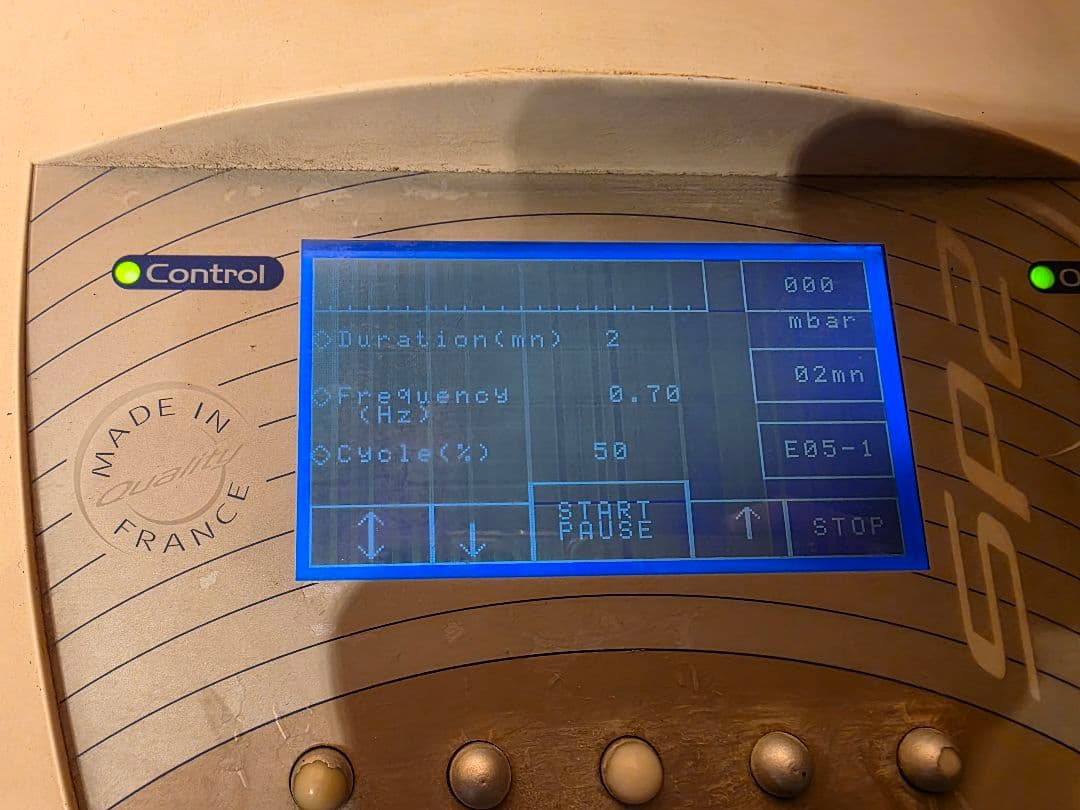 Control
000
mbar
Duration(mn) 2
02mn
Frequency 0.70
(Hz)
Cycle(%) 50
E05-1
START
PAUSE
STOP
MADE IN
Quality
FRANCE